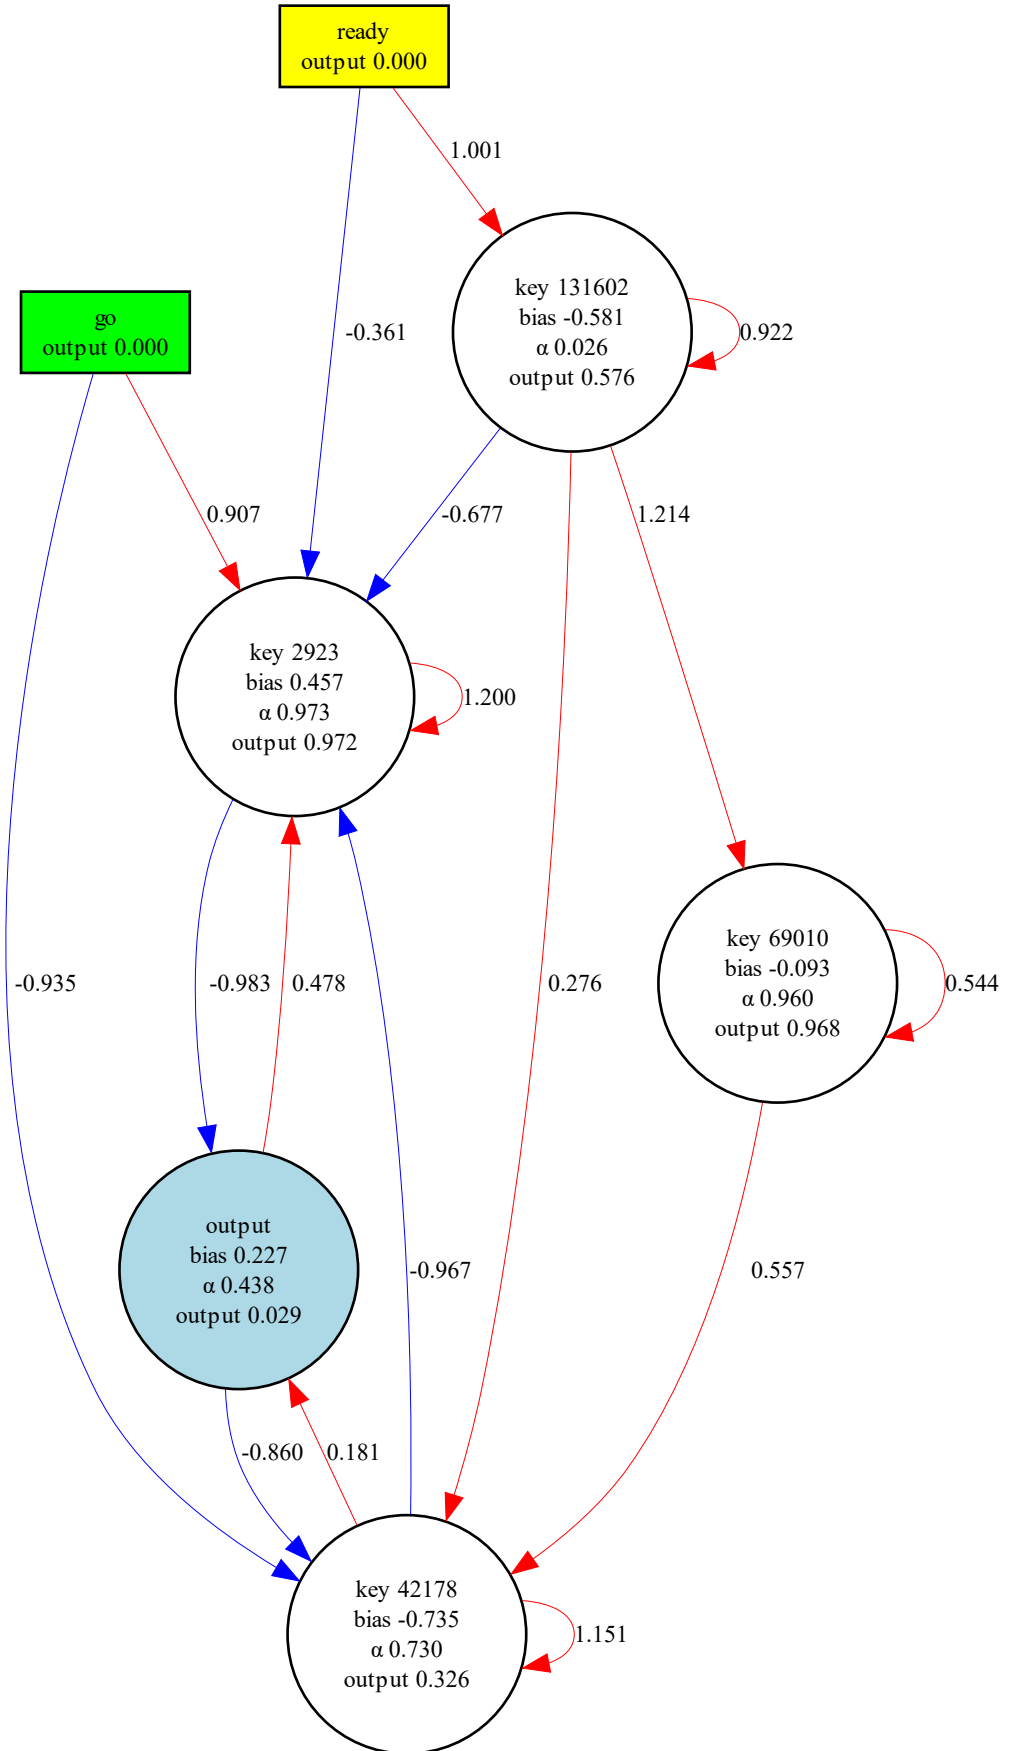 ready
output 0.000
1.001
key 131602
bias -0.581
α 0.026
output 0.576
0.922
go
output 0.000
-0.361
0.907
-0.677
1.214
key 2923
bias 0.457
α 0.973
output 0.972
1.200
key 69010
bias -0.093
α 0.960
output 0.968
0.544
-0.935
-0.983
0.478
0.276
output
bias 0.227
α 0.438
output 0.029
-0.967
0.557
-0.860
0.181
key 42178
bias -0.735
α 0.730
output 0.326
1.151